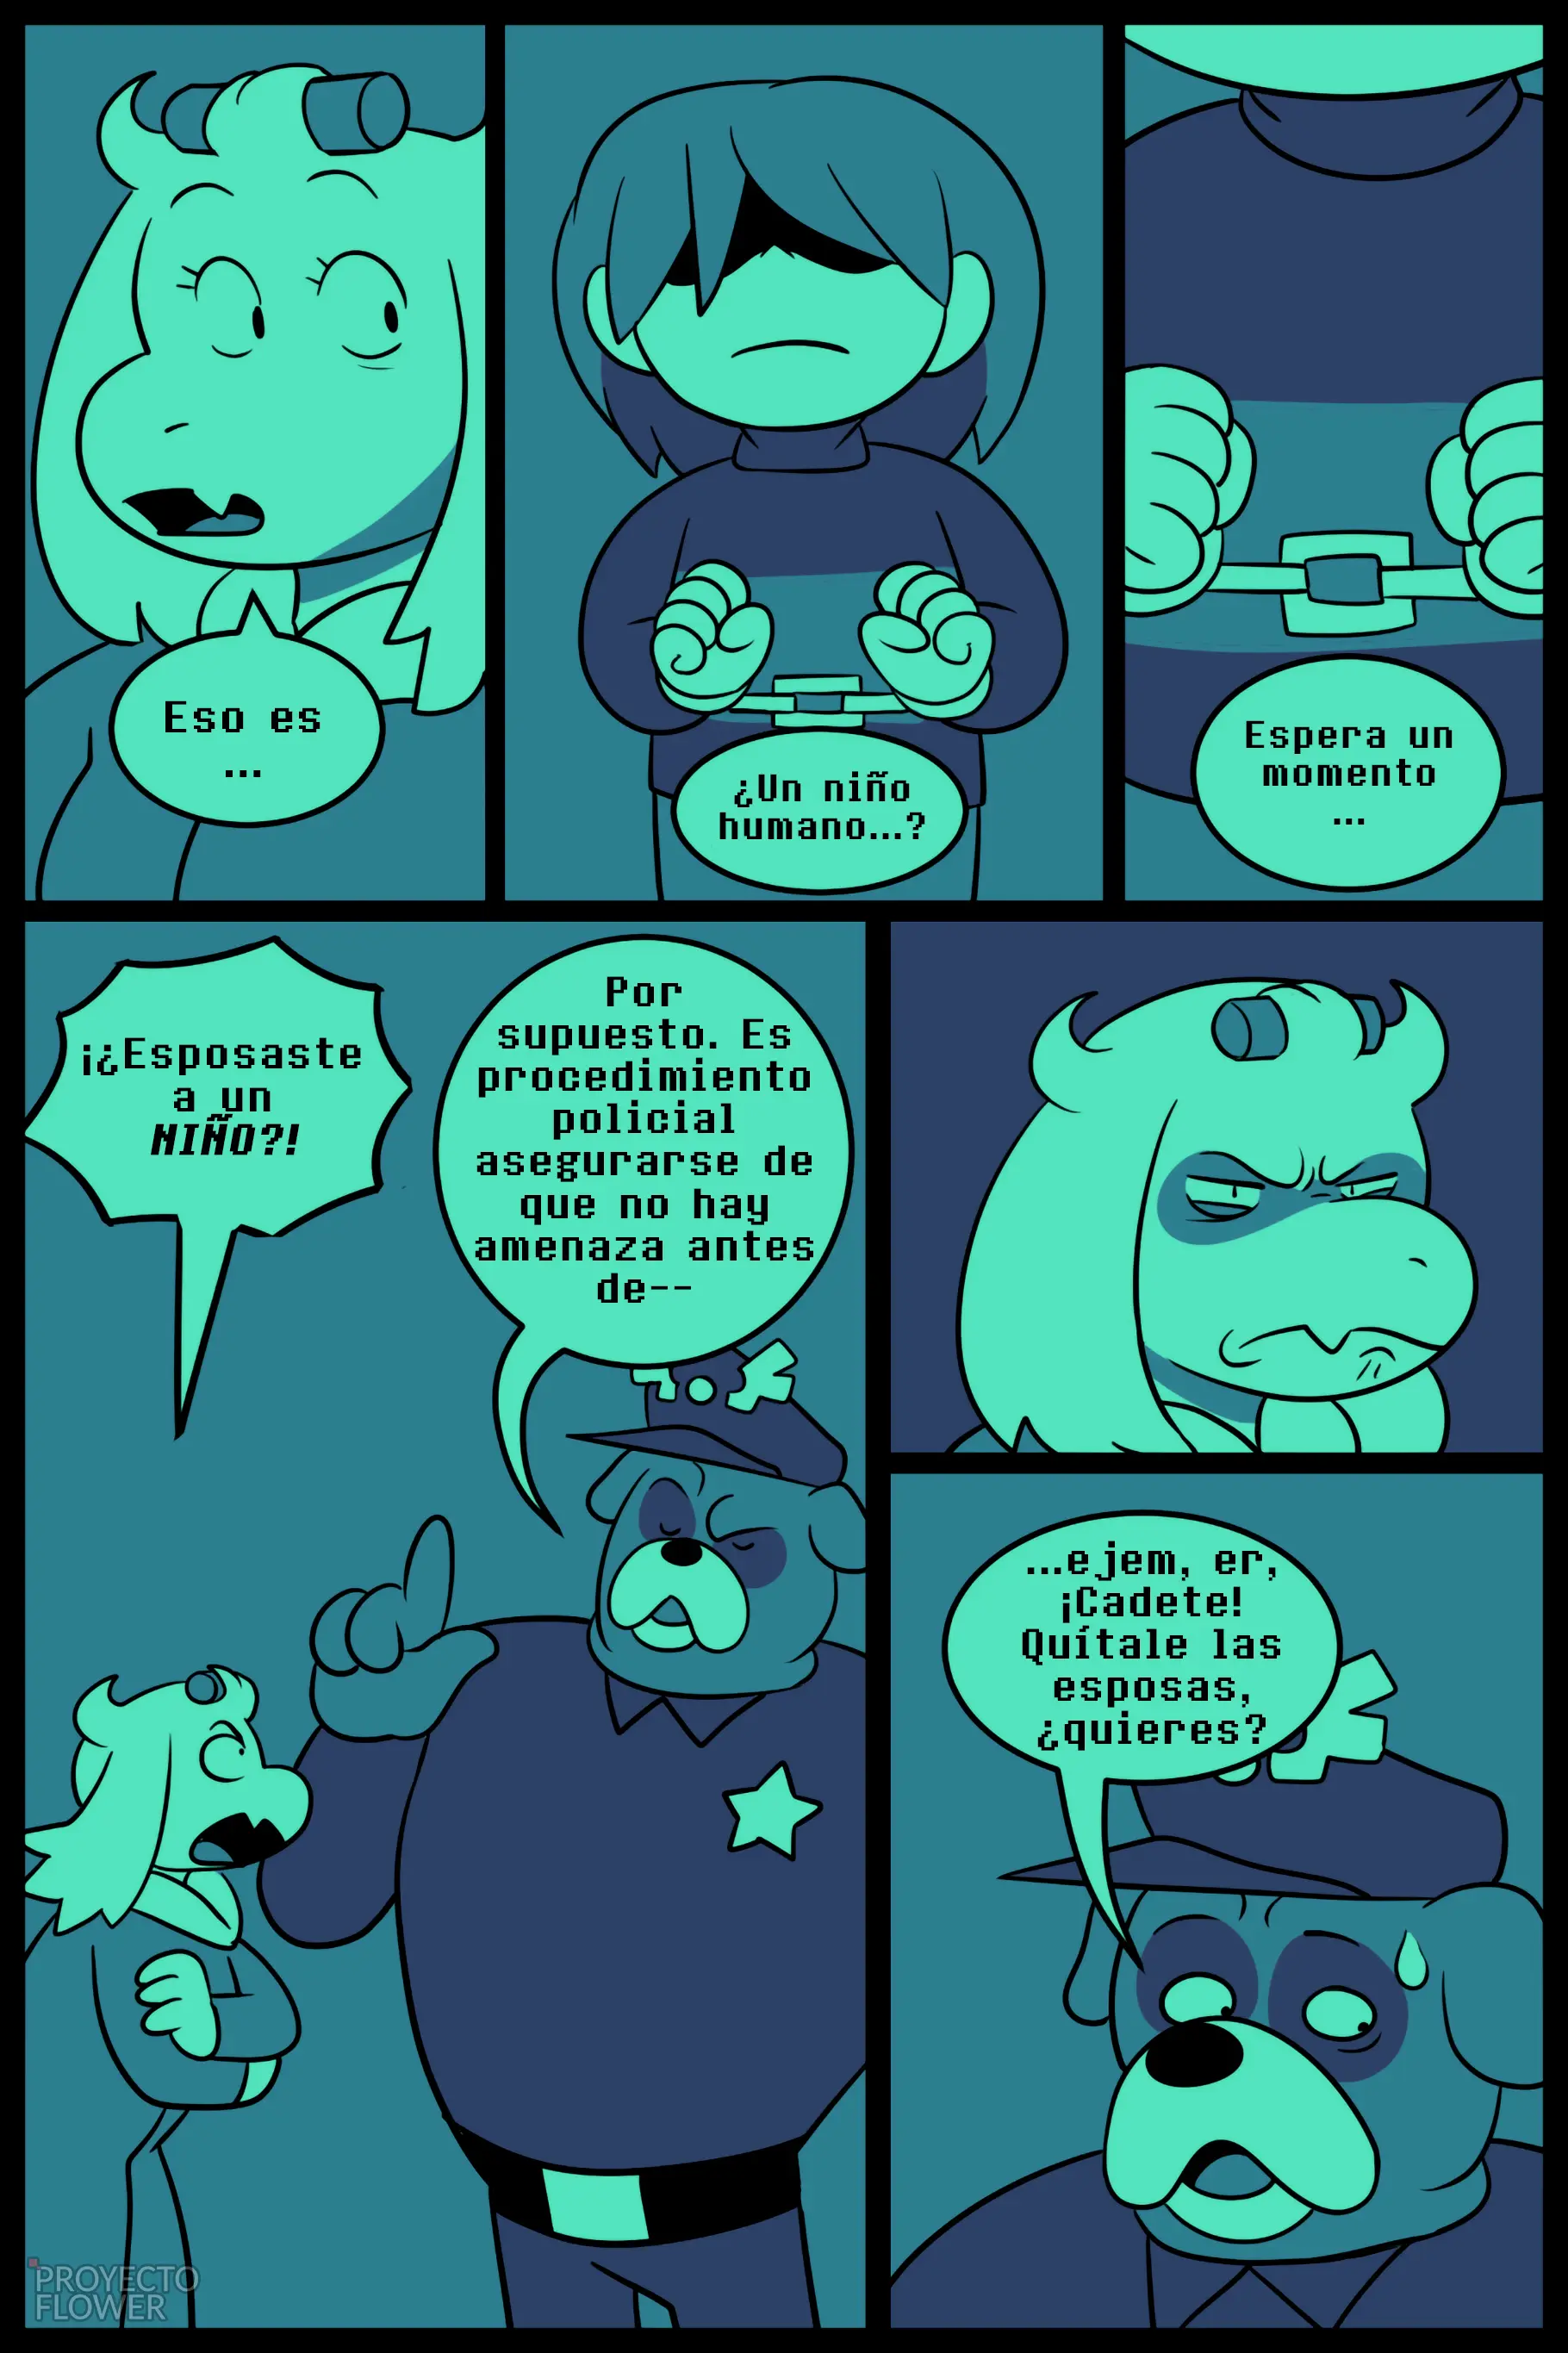 Eso es
...
¿Un niño
humano...?
Espera un
momento
...
¡¿Esposaste
a un
NIÑO?!
Por
supuesto. Es
procedimiento
policial
asegurarse de
que no hay
amenaza antes
de--
...ejem, er,
¡Cadete!
Quítale las
esposas,
¿quieres?
PROYECTO
FLOWER